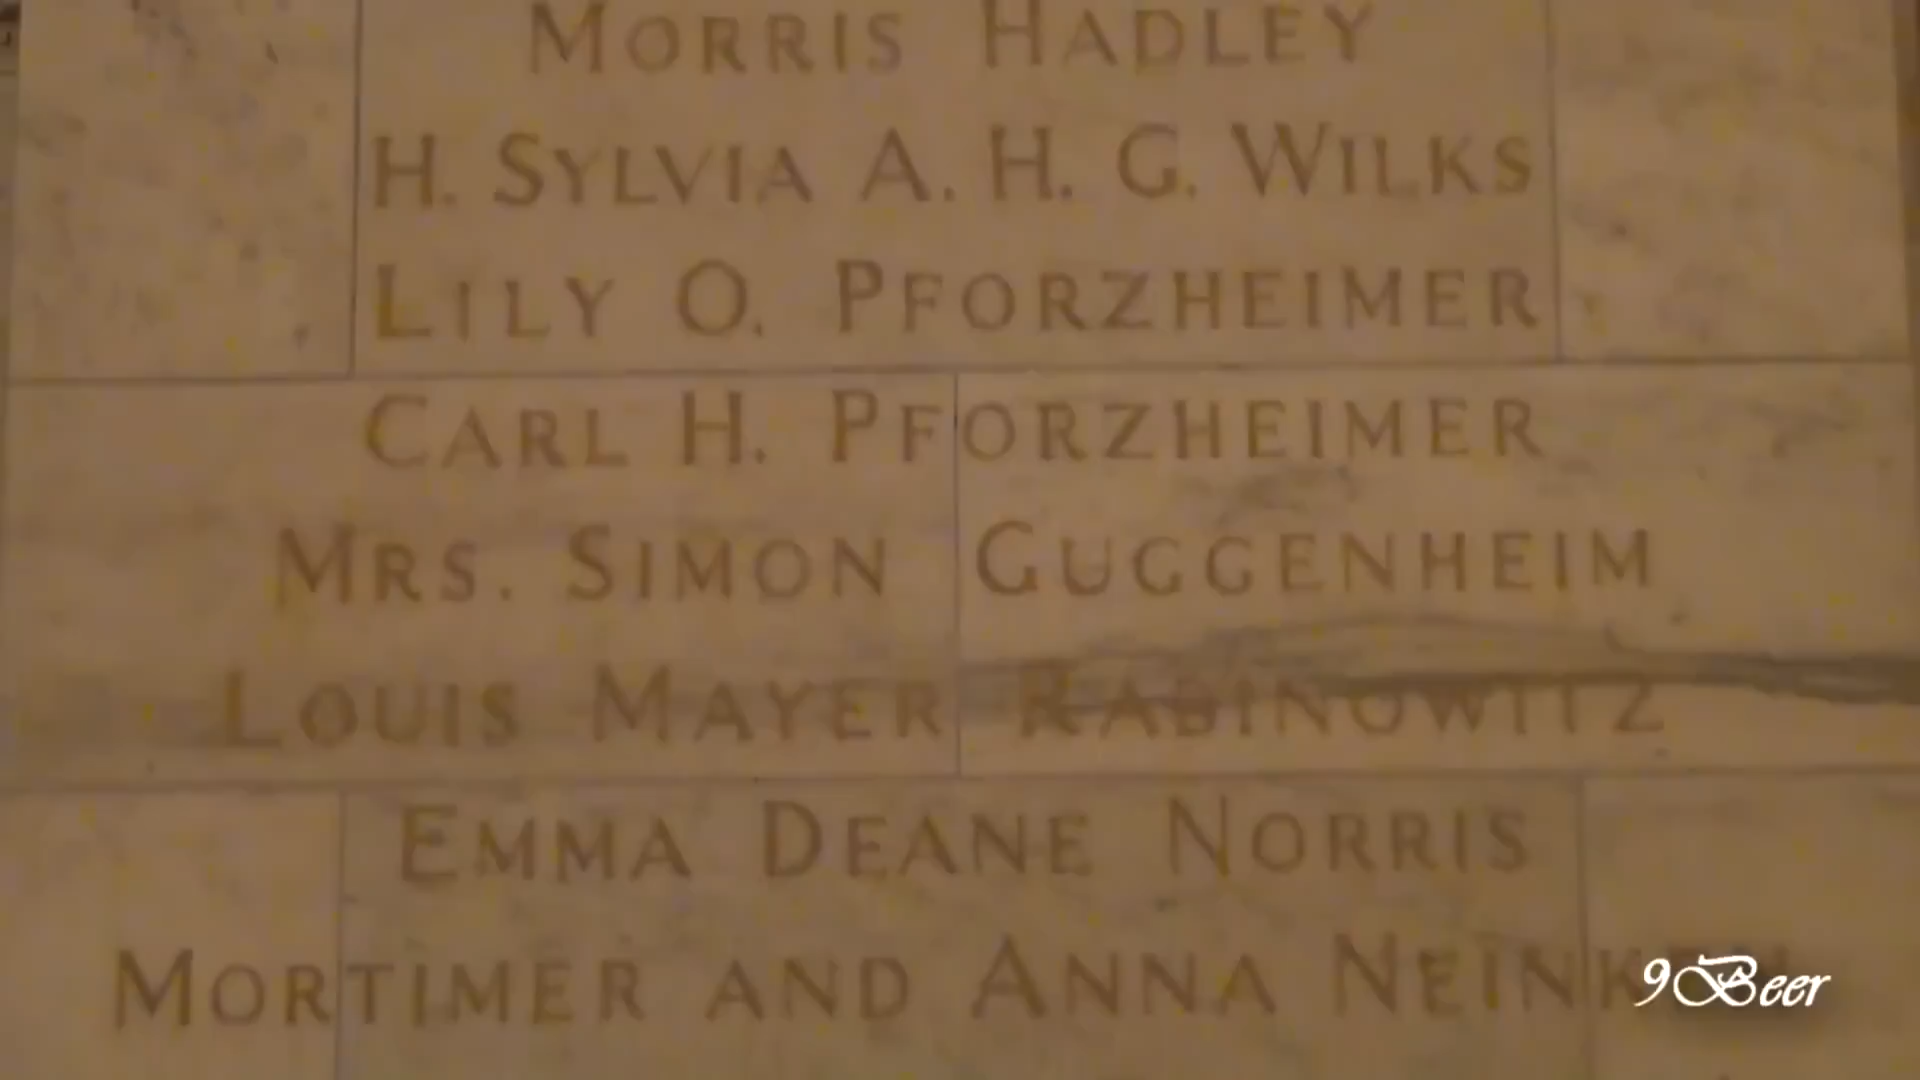 MORRIS HADLEY
H. SYLVIA A. H. G. WILKS
LILY O. PFORZHEIMER
CARL H. PFORZHEIMER
MRS. SIMON GUGGENHEIM
LOUIS MAYER RABINOWITZ
EMMA DEANE NORRIS
MORTIMER AND ANNA NEINKEN
9Beer